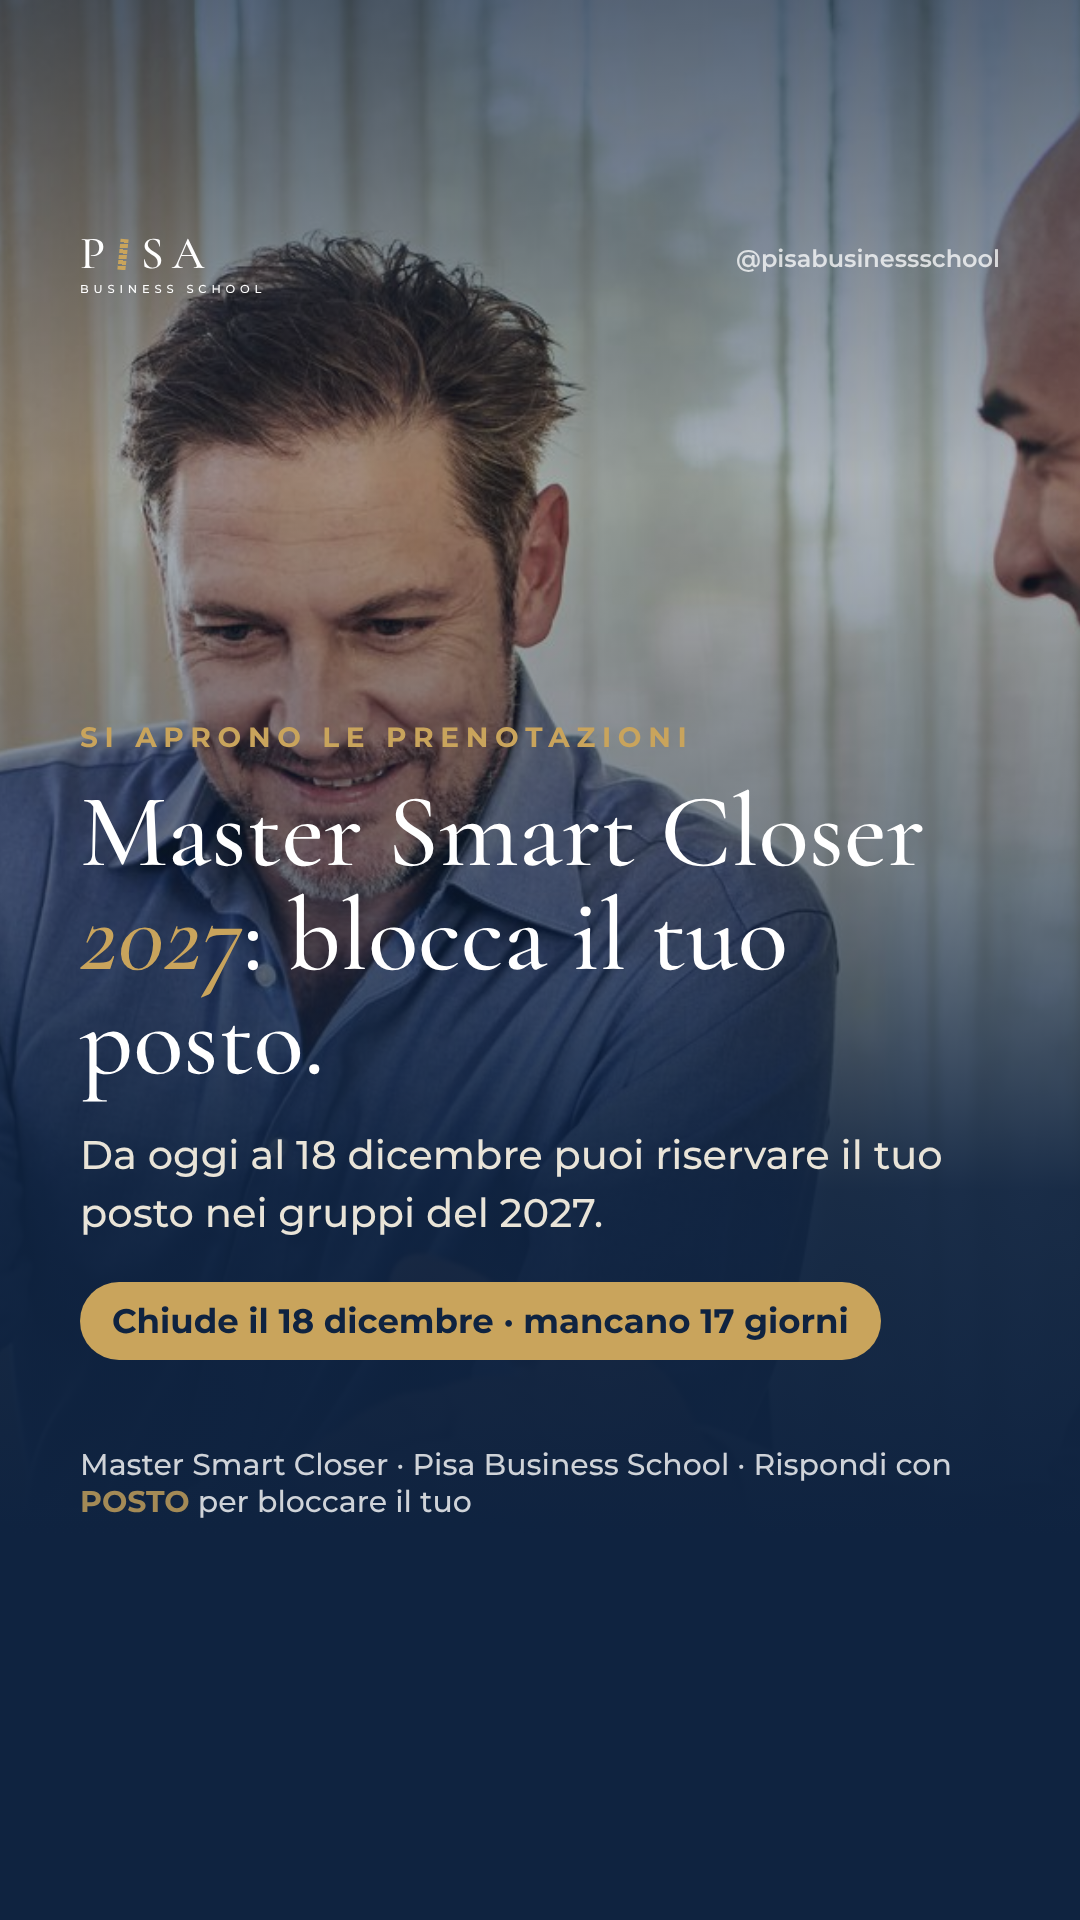 PISA
BUSINESS SCHOOL
@pisabusinessschool
SI APRONO LE PRENOTAZIONI
Master Smart Closer
2027: blocca il tuo
posto.
Da oggi al 18 dicembre puoi riservare il tuo
posto nei gruppi del 2027.
Chiude il 18 dicembre · mancano 17 giorni
Master Smart Closer · Pisa Business School · Rispondi con
POSTO per bloccare il tuo